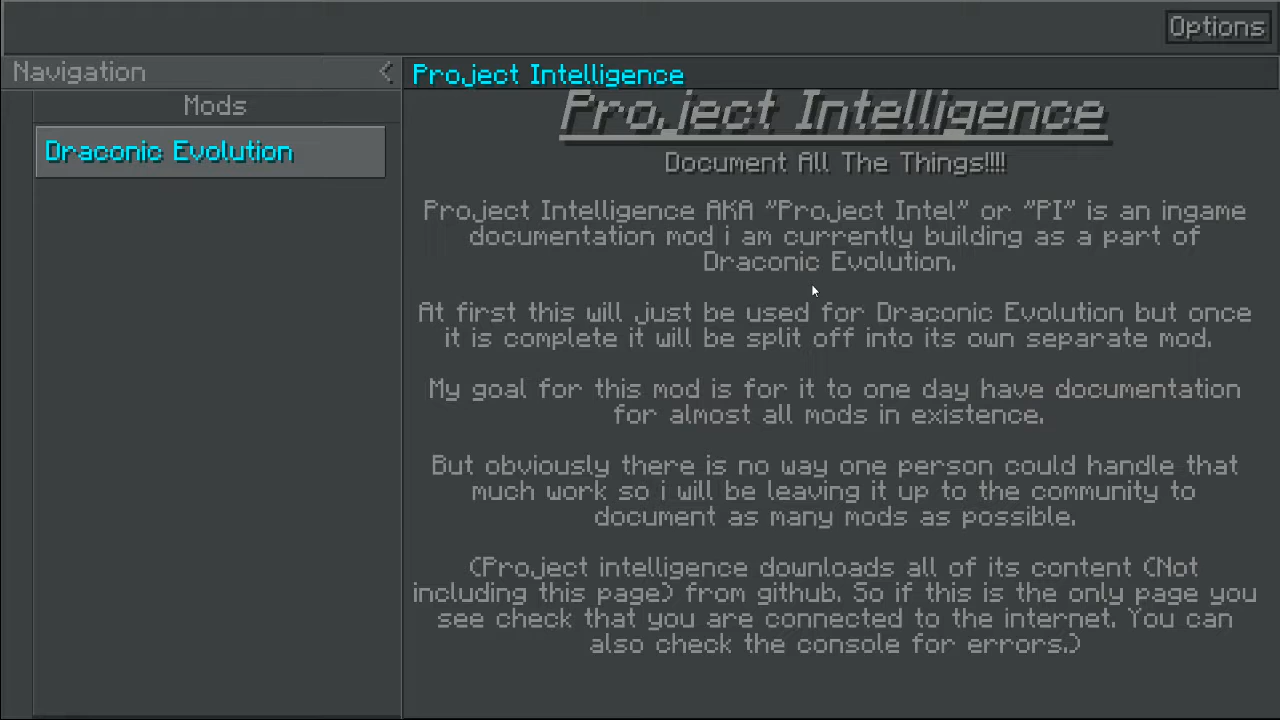 Options
Navigation <
Mods
Draconic Evolution
Project Intelligence
Project Intelligence
Document All The Things!!!!
Project Intelligence AKA "Project Intel" or "PI" is an ingame
documentation mod i am currently building as a part of
Draconic Evolution.
At first this will just be used for Draconic Evolution but once
it is complete it will be split off into its own separate mod.
My goal for this mod is for it to one day have documentation
for almost all mods in existence.
But obviously there is no way one person could handle that
much work so i will be leaving it up to the community to
document as many mods as possible.
(Project intelligence downloads all of its content (Not
including this page) from github. So if this is the only page you
see check that you are connected to the internet. You can
also check the console for errors.)